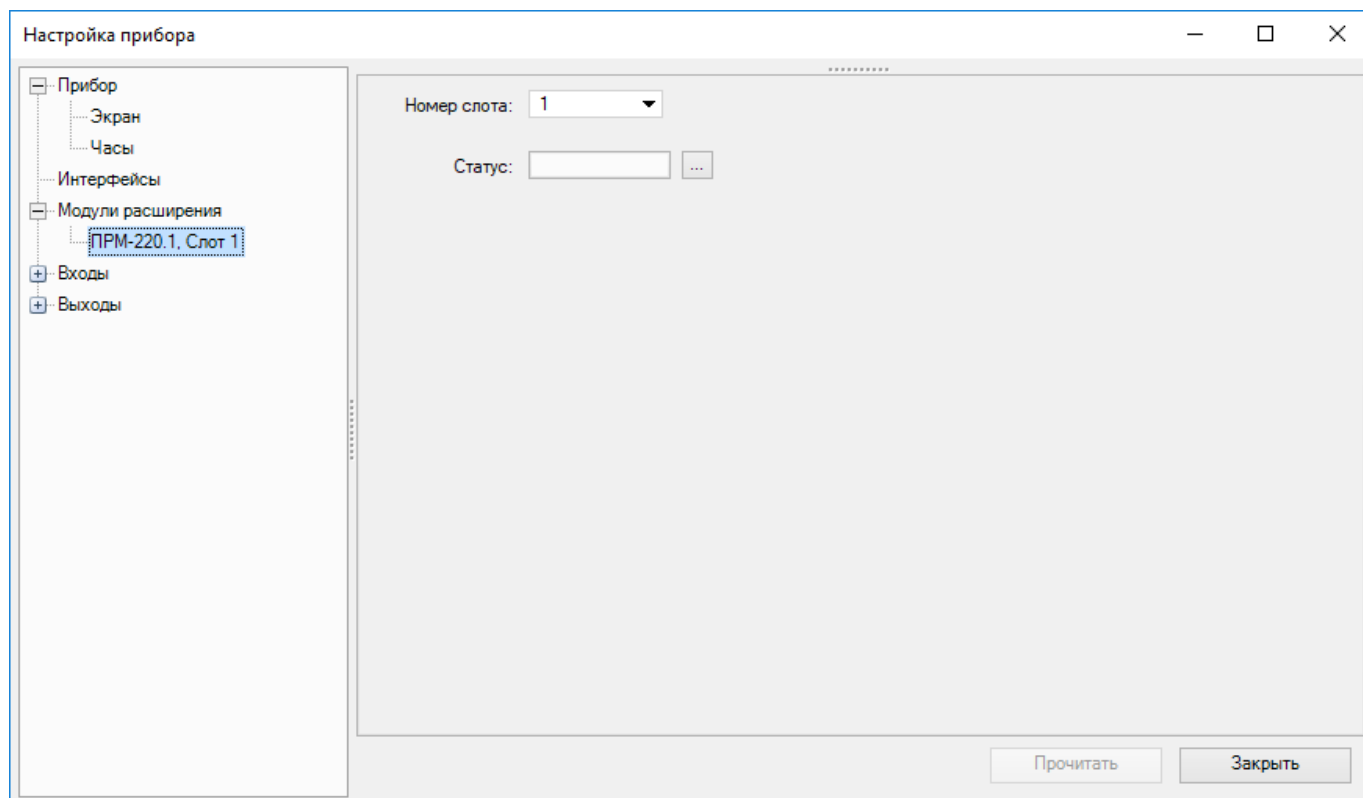 Настройка прибора
Прибор
Экран
Часы
Интерфейсы
Модули расширения
ПРМ-220.1, Слот 1
Входы
Выходы
Номер слота: 1
Статус:
...
Прочитать
Закрыть